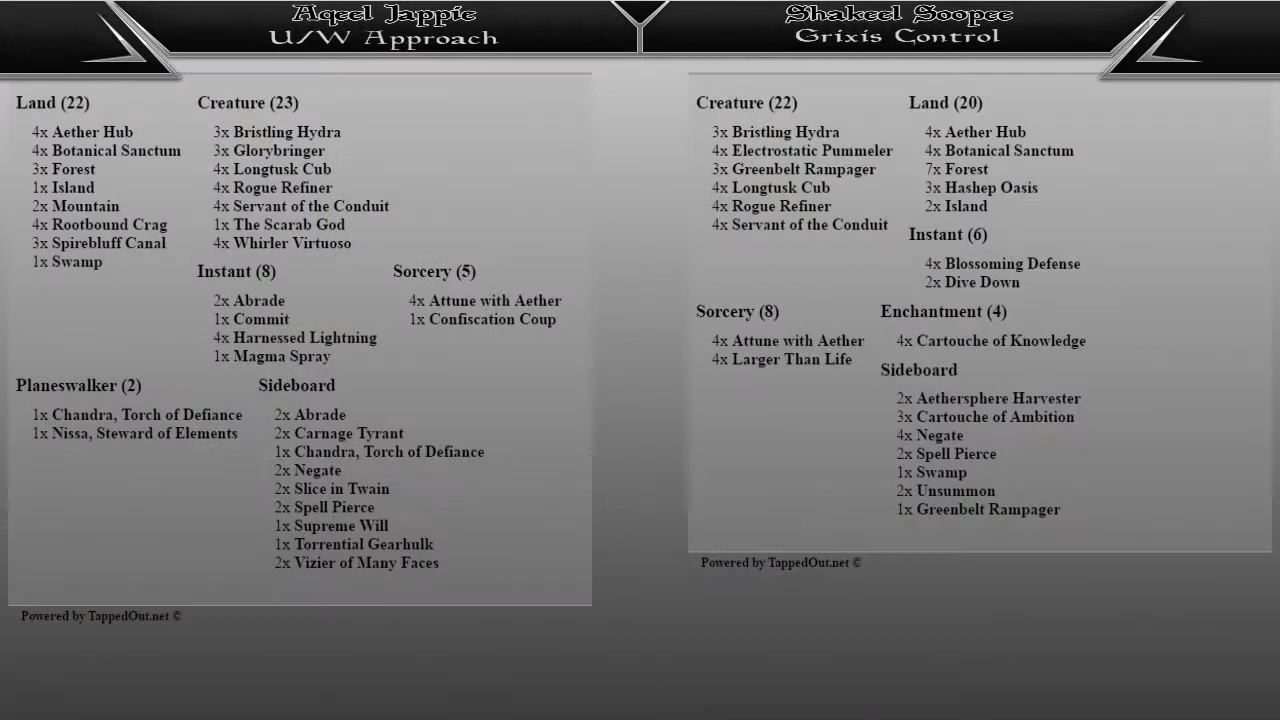 Aqeel Jappie
U/W Approach
Shakeel Soopee
Grixis Control
Land (22)
4x Aether Hub
4x Botanical Sanctum
3x Forest
1x Island
2x Mountain
4x Rootbound Crag
3x Spirebluff Canal
1x Swamp
Creature (23)
3x Bristling Hydra
3x Glorybringer
4x Longtusk Cub
4x Rogue Refiner
4x Servant of the Conduit
1x The Scarab God
4x Whirler Virtuoso
Instant (8)
2x Abrade
1x Commit
4x Harnessed Lightning
1x Magma Spray
Sorcery (5)
4x Attune with Aether
1x Confiscation Coup
Planeswalker (2)
1x Chandra, Torch of Defiance
1x Nissa, Steward of Elements
Sideboard
2x Abrade
2x Carnage Tyrant
1x Chandra, Torch of Defiance
2x Negate
2x Slice in Twain
2x Spell Pierce
1x Supreme Will
1x Torrential Gearhulk
2x Vizier of Many Faces
Powered by TappedOut.net ©
Creature (22)
3x Bristling Hydra
4x Electrostatic Pummeler
3x Greenbelt Rampager
4x Longtusk Cub
4x Rogue Refiner
4x Servant of the Conduit
Land (20)
4x Aether Hub
4x Botanical Sanctum
7x Forest
3x Hashep Oasis
2x Island
Instant (6)
4x Blossoming Defense
2x Dive Down
Sorcery (8)
4x Attune with Aether
4x Larger Than Life
Enchantment (4)
4x Cartouche of Knowledge
Sideboard
2x Aethersphere Harvester
3x Cartouche of Ambition
4x Negate
2x Spell Pierce
1x Swamp
2x Unsummon
1x Greenbelt Rampager
Powered by TappedOut.net ©